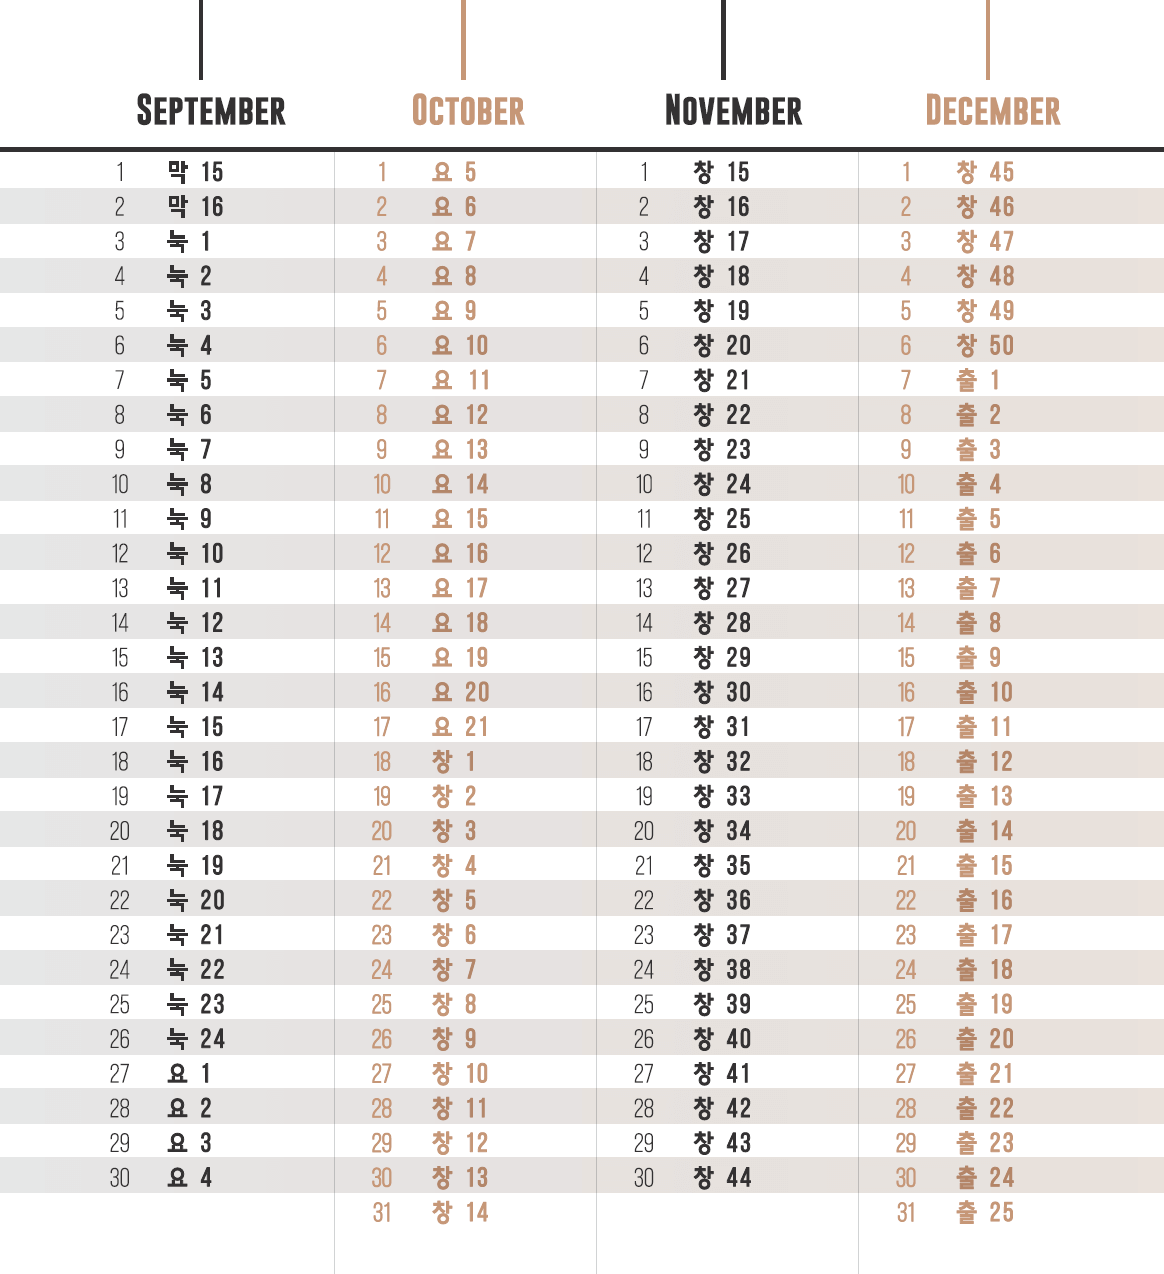 September October November December
1 막 15 1 요 5 1 창 15 1 창 45
2 막 16 2 요 6 2 창 16 2 창 46
3 눅 1 3 요 7 3 창 17 3 창 47
4 눅 2 4 요 8 4 창 18 4 창 48
5 눅 3 5 요 9 5 창 19 5 창 49
6 눅 4 6 요 10 6 창 20 6 창 50
7 눅 5 7 요 11 7 창 21 7 출 1
8 눅 6 8 요 12 8 창 22 8 출 2
9 눅 7 9 요 13 9 창 23 9 출 3
10 눅 8 10 요 14 10 창 24 10 출 4
11 눅 9 11 요 15 11 창 25 11 출 5
12 눅 10 12 요 16 12 창 26 12 출 6
13 눅 11 13 요 17 13 창 27 13 출 7
14 눅 12 14 요 18 14 창 28 14 출 8
15 눅 13 15 요 19 15 창 29 15 출 9
16 눅 14 16 요 20 16 창 30 16 출 10
17 눅 15 17 요 21 17 창 31 17 출 11
18 눅 16 18 창 1 18 창 32 18 출 12
19 눅 17 19 창 2 19 창 33 19 출 13
20 눅 18 20 창 3 20 창 34 20 출 14
21 눅 19 21 창 4 21 창 35 21 출 15
22 눅 20 22 창 5 22 창 36 22 출 16
23 눅 21 23 창 6 23 창 37 23 출 17
24 눅 22 24 창 7 24 창 38 24 출 18
25 눅 23 25 창 8 25 창 39 25 출 19
26 눅 24 26 창 9 26 창 40 26 출 20
27 요 1 27 창 10 27 창 41 27 출 21
28 요 2 28 창 11 28 창 42 28 출 22
29 요 3 29 창 12 29 창 43 29 출 23
30 요 4 30 창 13 30 창 44 30 출 24
31 창 14 31 출 25